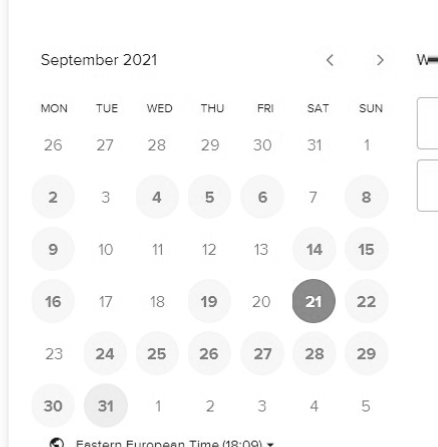 September 2021
MON TUE WED THU FRI SAT SUN
26 27 28 29 30 31 1
2 3 4 5 6 7 8
9 10 11 12 13 14 15
16 17 18 19 20 21 22
23 24 25 26 27 28 29
30 31 1 2 3 4 5
Eastern European Time (18:09)